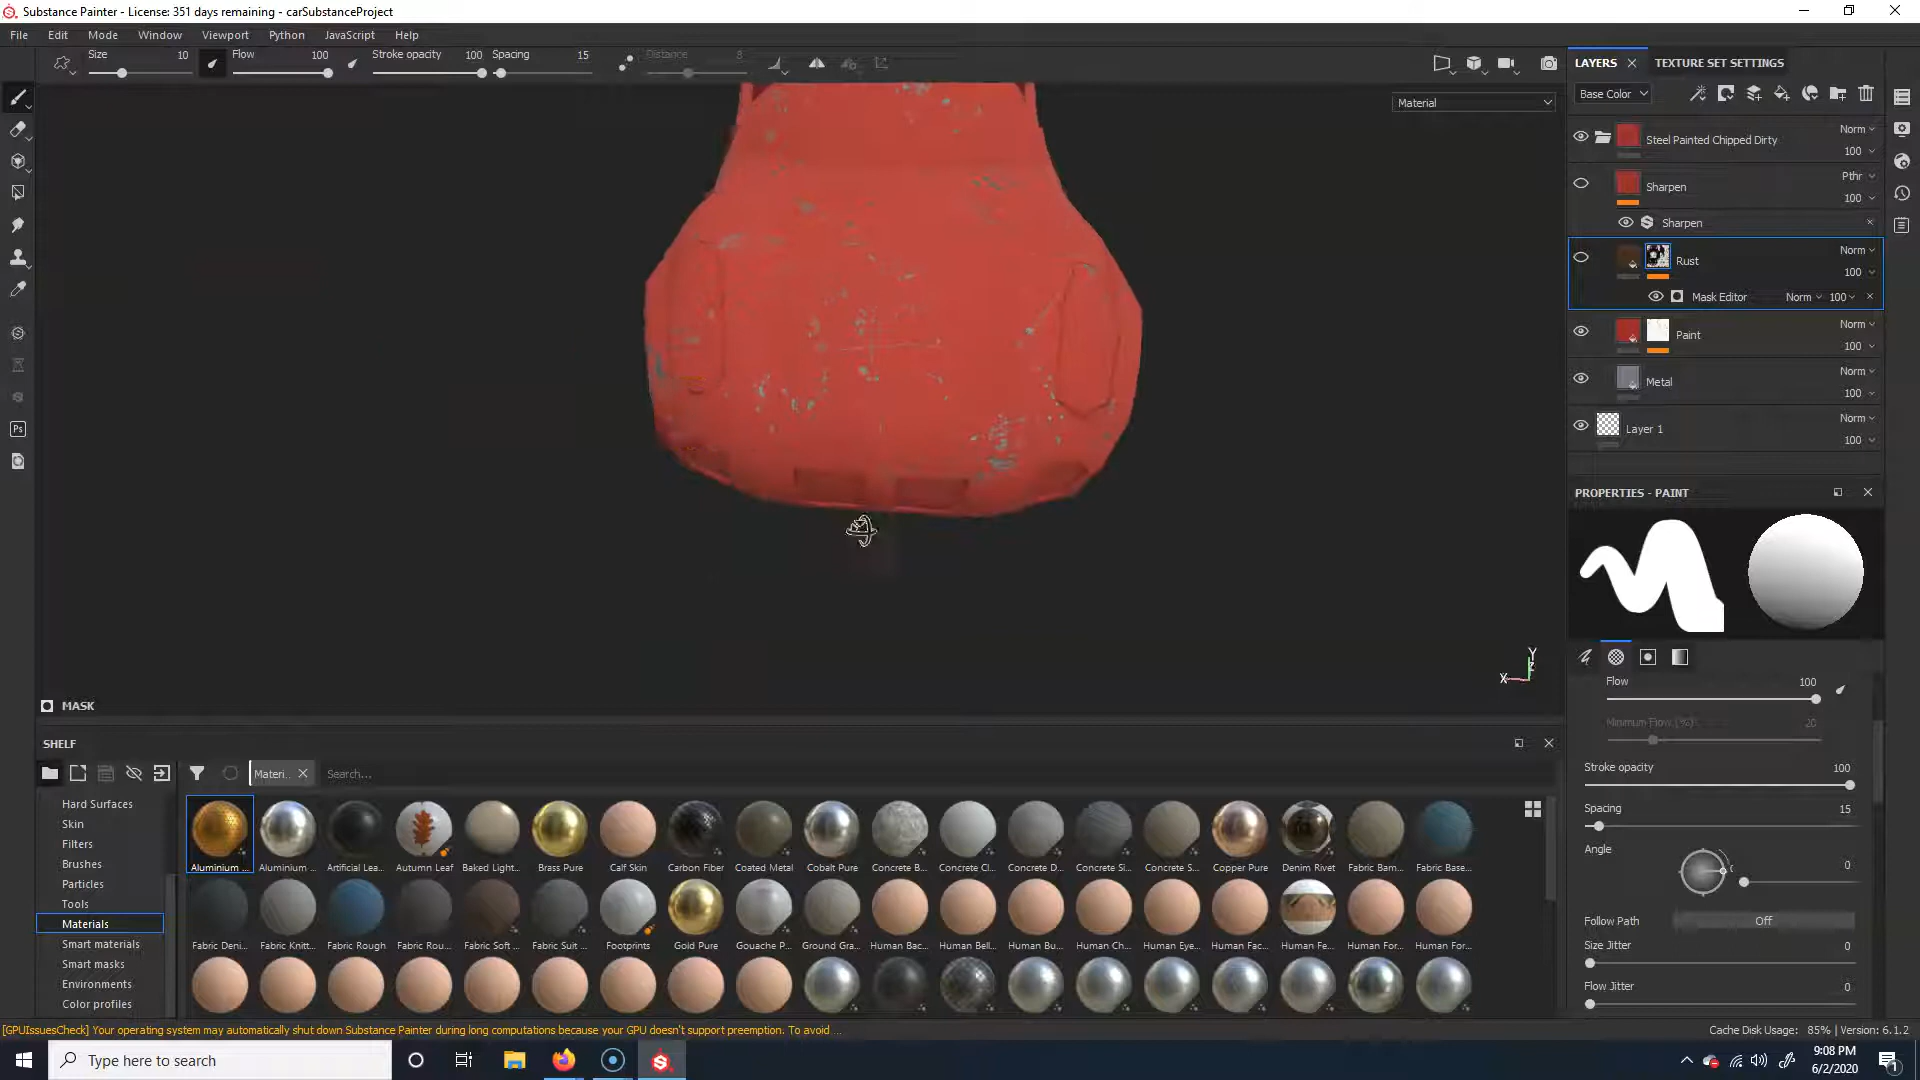 Substance Painter - License: 351 days remaining - carSubstanceProject
File Edit Mode Window Viewport Python JavaScript Help
Size 10 Flow 100 Stroke opacity 100 Spacing 15 Distance 8
Material
LAYERS TEXTURE SET SETTINGS
Base Color
Steel Painted Chipped Dirty Norm 100
Sharpen Pthr 100
Sharpen
Rust Norm 100
Mask Editor Norm 100
Paint Norm 100
Metal Norm 100
Layer 1 Norm 100
Ps
PROPERTIES - PAINT
Flow 100
Minimum Flow (%) 20
Stroke opacity 100
Spacing 15
Angle 0
Follow Path Off
Size Jitter 0
Flow Jitter 0
Y
Z
X
MASK
SHELF
Materi... Search...
Hard Surfaces
Skin
Filters
Brushes
Particles
Tools
Materials
Smart materials
Smart masks
Environments
Color profiles
Aluminium ... Aluminium ... Artificial Lea... Autumn Leaf Baked Light... Brass Pure Calf Skin Carbon Fiber Coated Metal Cobalt Pure Concrete B... Concrete Cl... Concrete D... Concrete Si... Concrete S... Copper Pure Denim Rivet Fabric Bam... Fabric Base...
Fabric Deni... Fabric Knitt... Fabric Rough Fabric Rou... Fabric Soft ... Fabric Suit ... Footprints Gold Pure Gouache P... Ground Gra... Human Bac... Human Bell... Human Bu... Human Ch... Human Eye... Human Fac... Human Fe... Human For... Human For...
[GPUIssuesCheck] Your operating system may automatically shut down Substance Painter during long computations because your GPU doesn't support preemption. To avoid ...
Cache Disk Usage: 85% | Version: 6.1.2
Type here to search
9:08 PM
6/2/2020
1